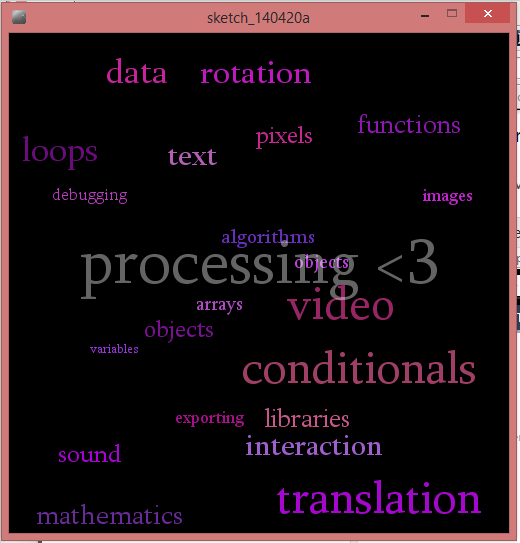 sketch_140420a
data
rotation
functions
pixels
loops
text
debugging
images
algorithms
objects
processing <3
arrays
video
objects
variables
conditionals
exporting
libraries
interaction
sound
translation
mathematics